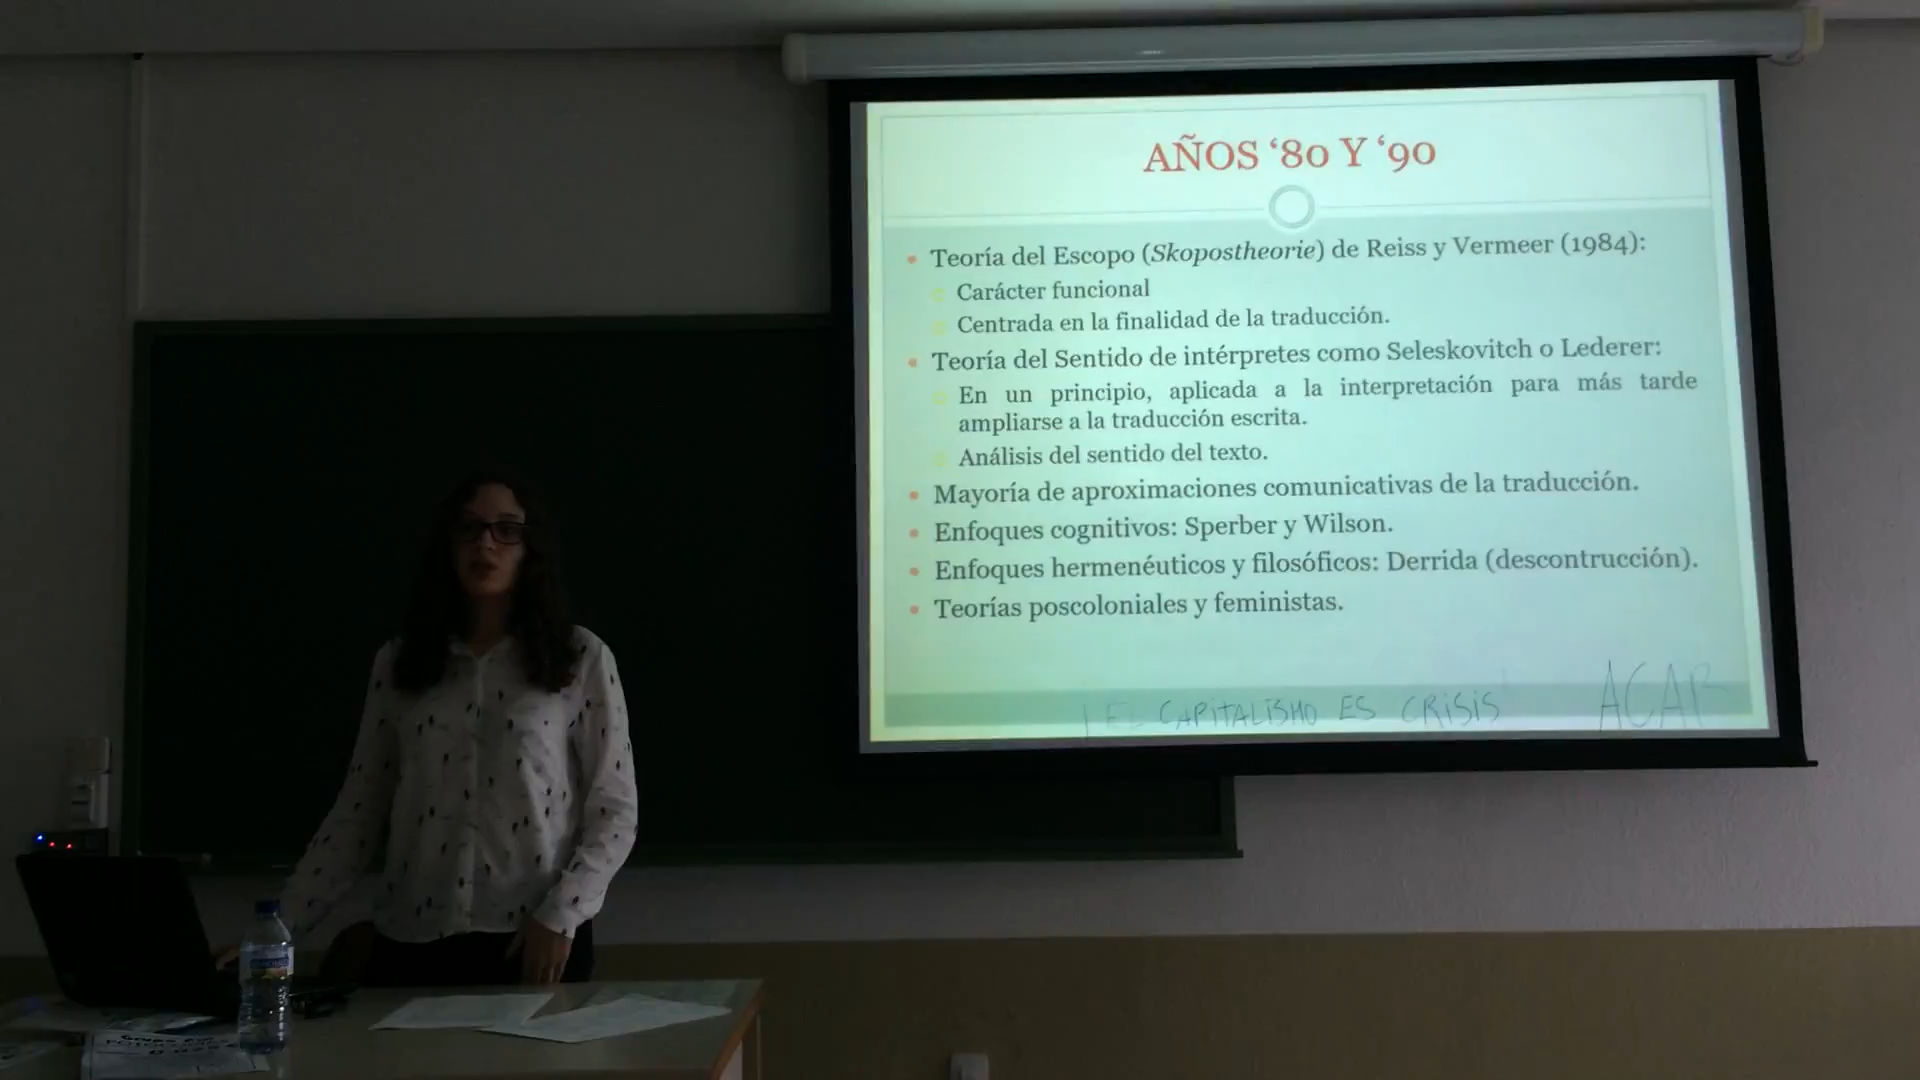 AÑOS ‘80 Y ‘90
Teoría del Escopo (Skopostheorie) de Reiss y Vermeer (1984):
Carácter funcional
Centrada en la finalidad de la traducción.
Teoría del Sentido de intérpretes como Seleskovitch o Lederer:
En un principio, aplicada a la interpretación para más tarde
ampliarse a la traducción escrita.
Análisis del sentido del texto.
Mayoría de aproximaciones comunicativas de la traducción.
Enfoques cognitivos: Sperber y Wilson.
Enfoques hermenéuticos y filosóficos: Derrida (descontrucción).
Teorías poscoloniales y feministas.
¡EL CAPITALISMO ES CRISIS!